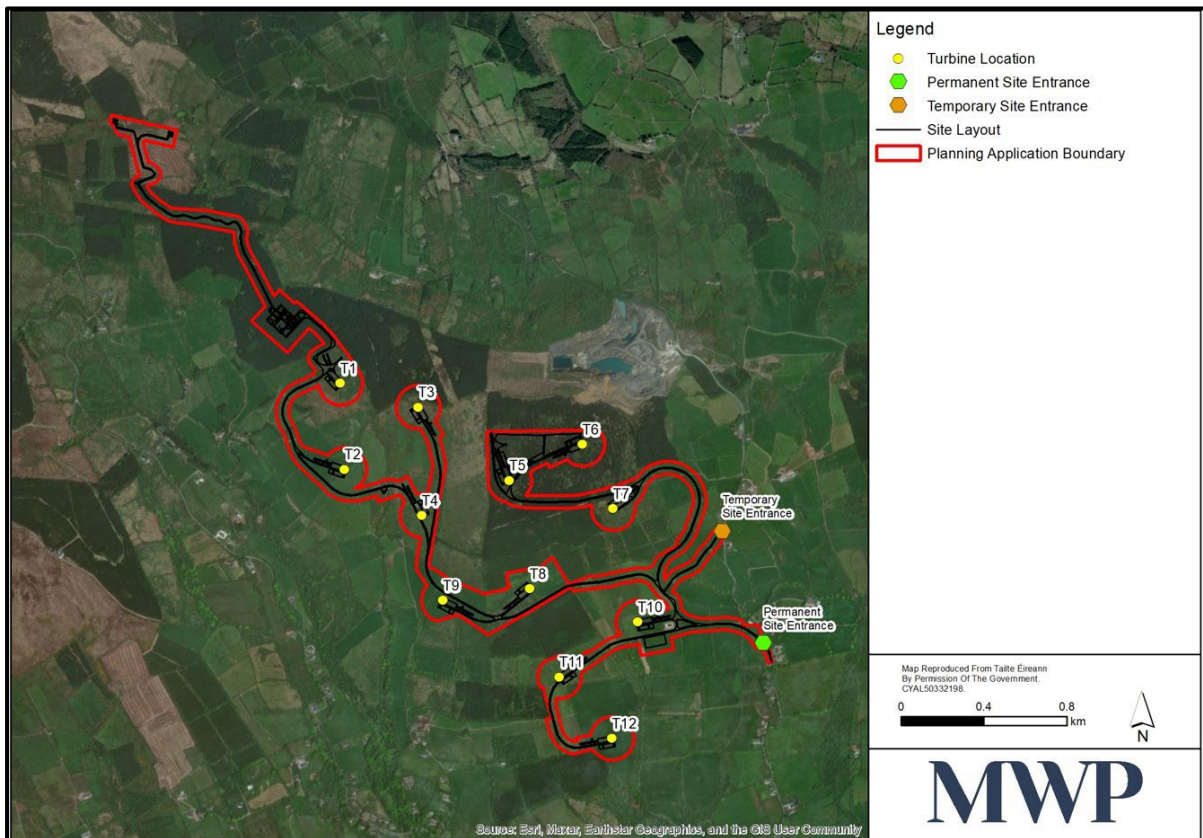 Legend
Turbine Location
Permanent Site Entrance
Temporary Site Entrance
Site Layout
Planning Application Boundary
T1
T3
T2
T6
T5
T4
T7
Temporary
Site Entrance
T9
T8
T10
Permanent
Site Entrance
T11
T12
Map Reproduced From Tailte Éireann
By Permission Of The Government.
CYAL50332198.
0 0.4 0.8
km
N
MWP
Source: Esri, Maxar, Earthstar Geographics, and the GIS User Community